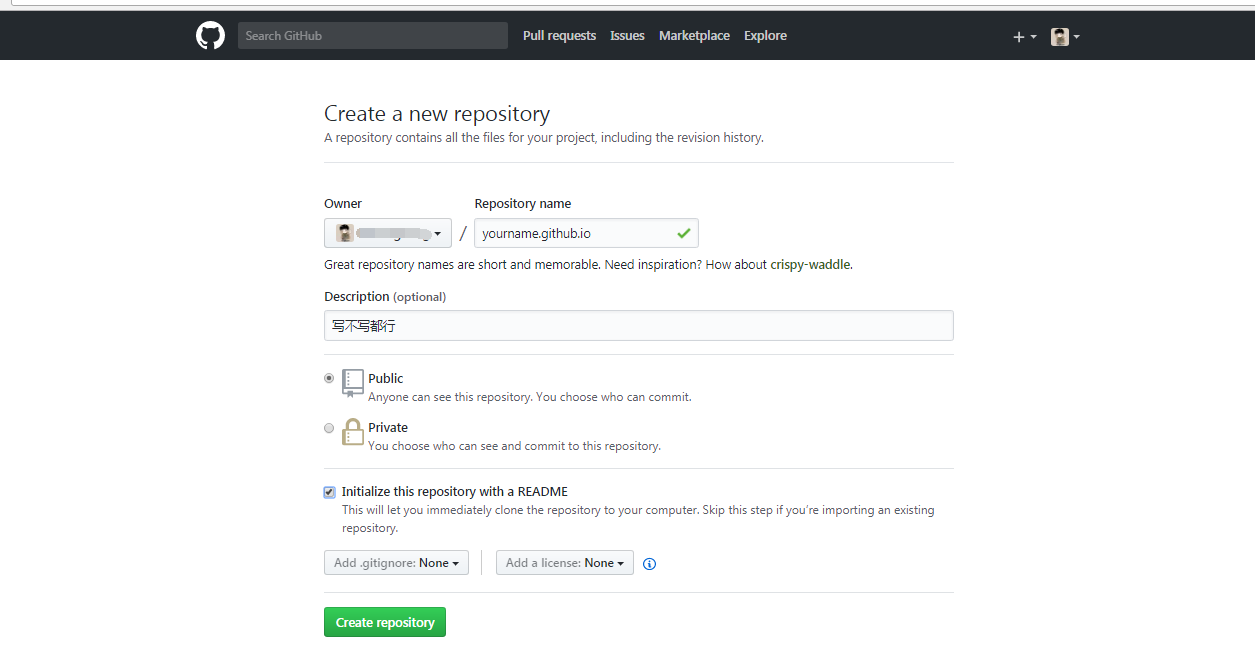 Search GitHub Pull requests Issues Marketplace Explore
Create a new repository
A repository contains all the files for your project, including the revision history.
Owner Repository name
/ yourname.github.io
Great repository names are short and memorable. Need inspiration? How about crispy-waddle.
Description (optional)
写不写都行
Public
Anyone can see this repository. You choose who can commit.
Private
You choose who can see and commit to this repository.
Initialize this repository with a README
This will let you immediately clone the repository to your computer. Skip this step if you're importing an existing
repository.
Add .gitignore: None Add a license: None
Create repository